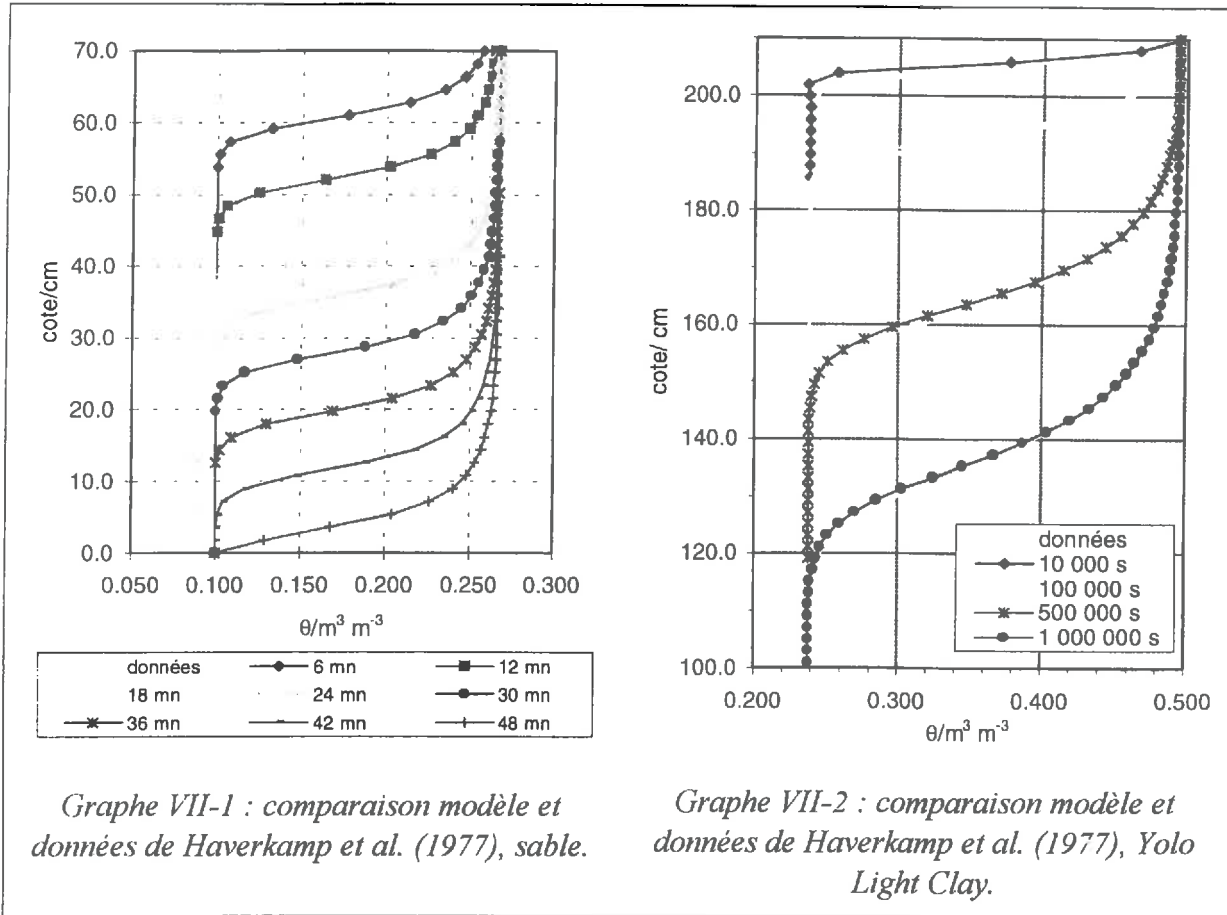 70.0
60.0
50.0
40.0
30.0
20.0
10.0
0.0
cote/cm
0.050
0.100
0.150
0.200
0.250
0.300
θ/m³ m⁻³
données
6 mn
12 mn
18 mn
24 mn
30 mn
36 mn
42 mn
48 mn
Graphe VII-1 : comparaison modèle et
données de Haverkamp et al. (1977), sable.
200.0
180.0
160.0
140.0
120.0
100.0
cote/ cm
0.200
0.300
0.400
0.500
θ/m³ m⁻³
données
10 000 s
100 000 s
500 000 s
1 000 000 s
Graphe VII-2 : comparaison modèle et
données de Haverkamp et al. (1977), Yolo
Light Clay.